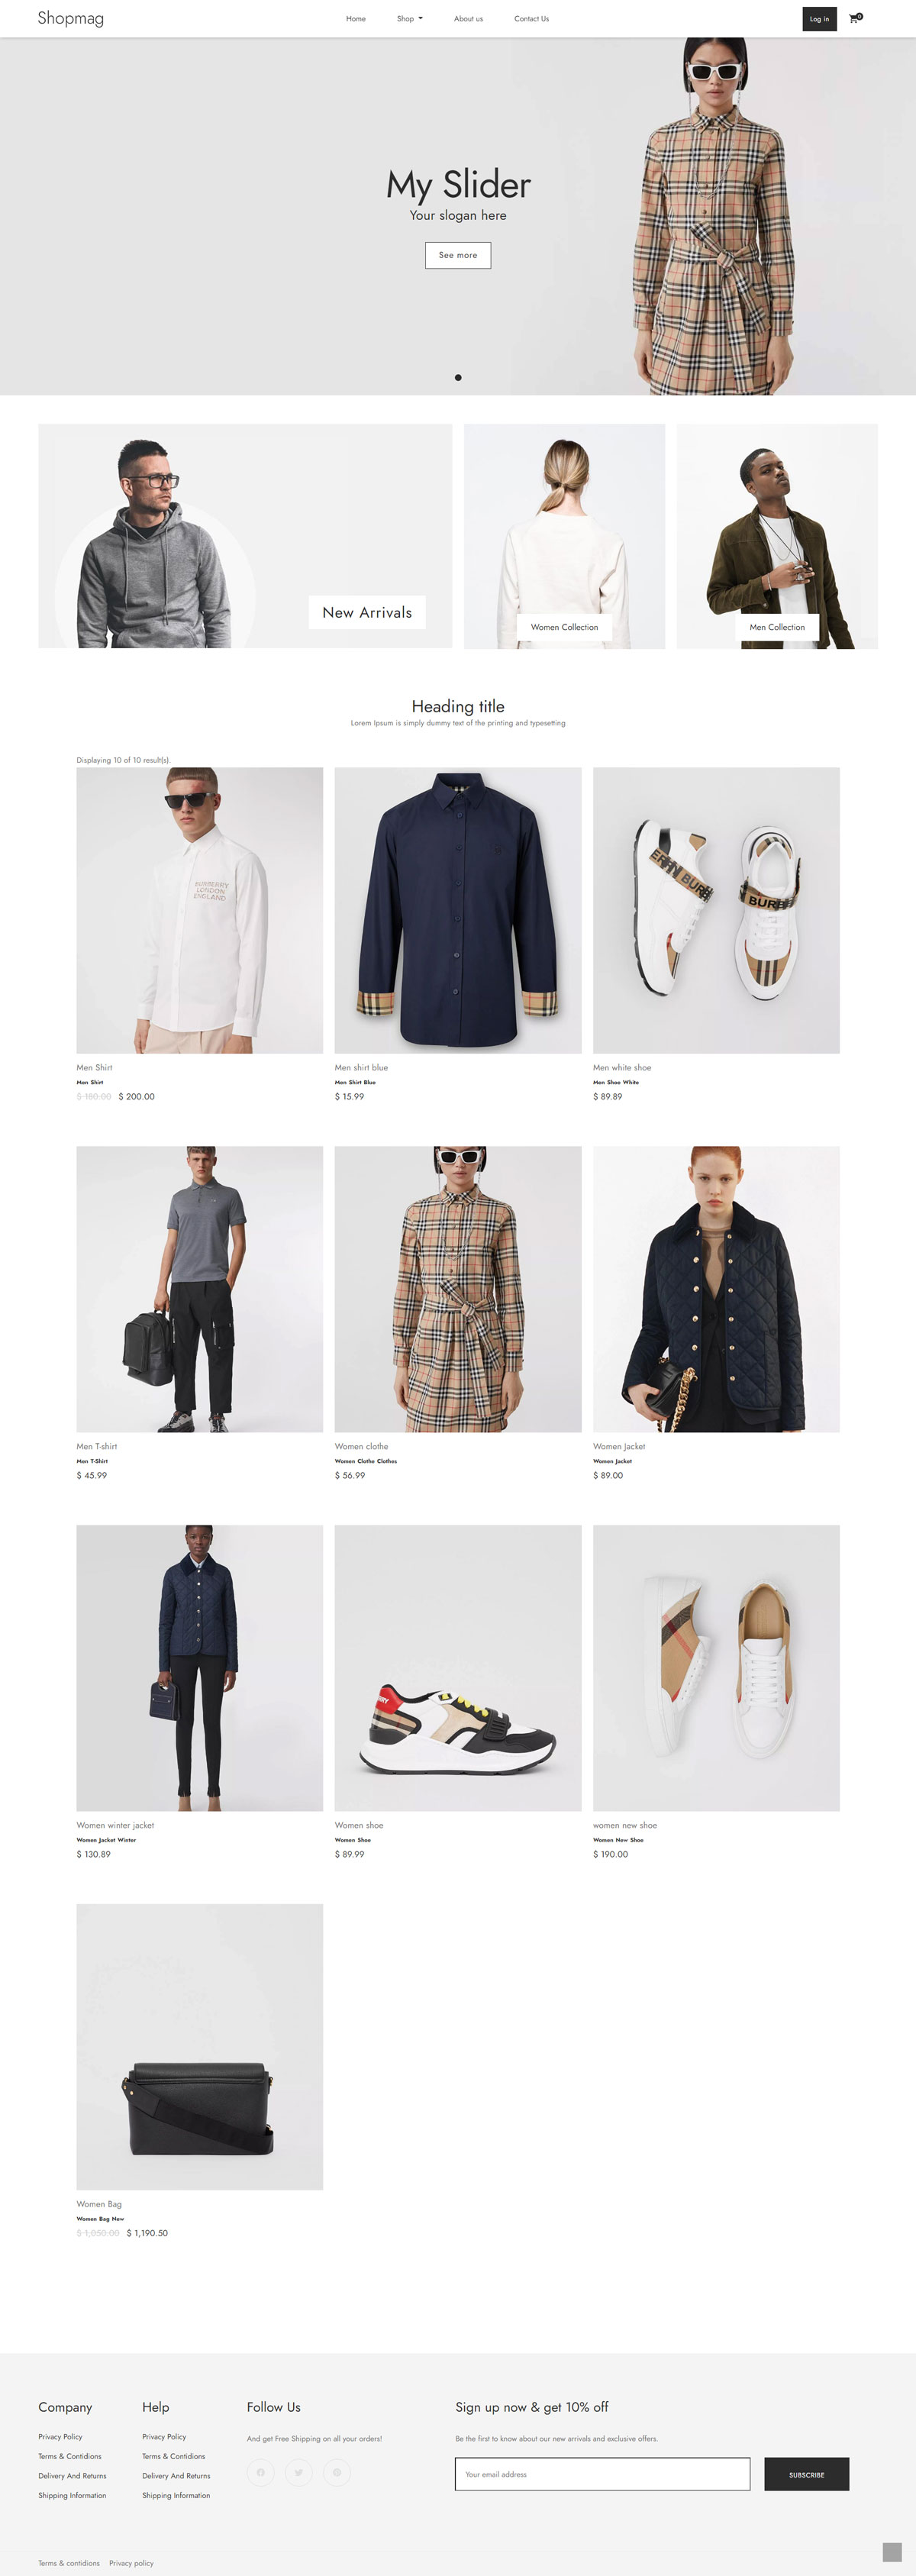 Shopmag
Home
Shop
About us
Contact Us
Log in
0
My Slider
Your slogan here
See more
New Arrivals
Women Collection
Men Collection
Heading title
Lorem Ipsum is simply dummy text of the printing and typesetting
Displaying 10 of 10 result(s).
BURBERRY
LONDON
ENGLAND
BUR
Men Shirt
Men Shirt
$ 180.00 $ 200.00
Men shirt blue
Men Shirt Blue
$ 15.99
Men white shoe
Men Shoe White
$ 89.89
Men T-shirt
Men T-Shirt
$ 45.99
Women clothe
Women Clothe Clothes
$ 56.99
Women Jacket
Women Jacket
$ 89.00
Women winter jacket
Women Jacket Winter
$ 130.89
Women shoe
Women Shoe
$ 89.99
women new shoe
Women New Shoe
$ 190.00
Women Bag
Women Bag New
$ 1,050.00 $ 1,190.50
Company
Privacy Policy
Terms & Contidions
Delivery And Returns
Shipping Information
Help
Privacy Policy
Terms & Contidions
Delivery And Returns
Shipping Information
Follow Us
And get Free Shipping on all your orders!
Sign up now & get 10% off
Be the first to know about our new arrivals and exclusive offers.
Your email address
SUBSCRIBE
Terms & contidions Privacy policy